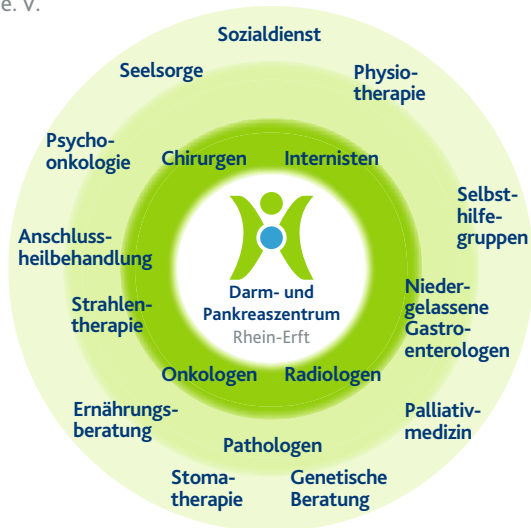 e. V.
Sozialdienst
Seelsorge
Physio-
therapie
Psycho-
onkologie
Chirurgen
Internisten
Selbst-
hilfe-
gruppen
Anschluss-
heilbehandlung
Darm- und
Pankreaszentrum
Rhein-Erft
Nieder-
gelassene
Gastro-
enterologen
Strahlen-
therapie
Onkologen
Radiologen
Ernährungs-
beratung
Palliativ-
medizin
Pathologen
Stoma-
therapie
Genetische
Beratung